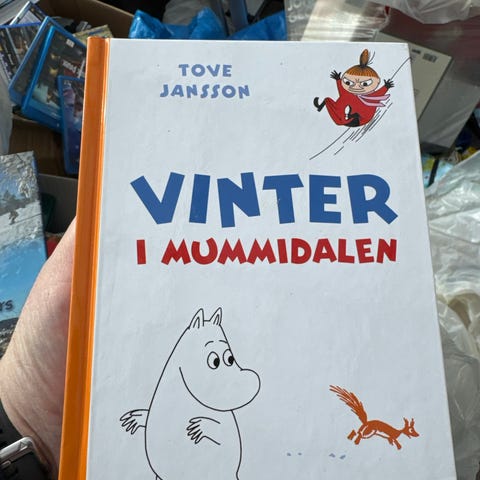 TOVE
JANSSON
VINTER
I MUMMIDALEN